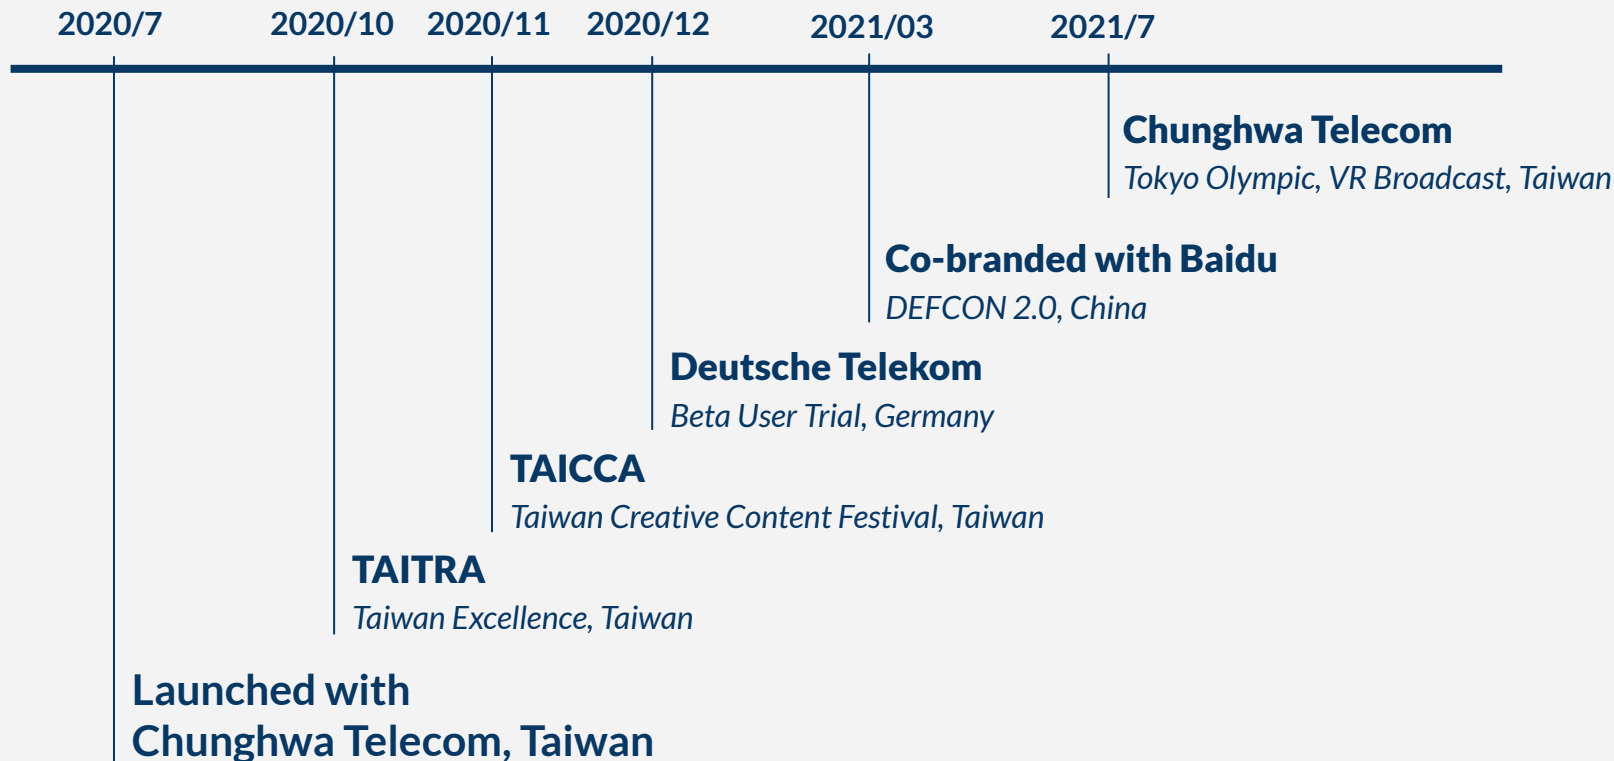 2020/7 2020/10 2020/11 2020/12 2021/03 2021/7
Chunghwa Telecom
Tokyo Olympic, VR Broadcast, Taiwan
Co-branded with Baidu
DEFCON 2.0, China
Deutsche Telekom
Beta User Trial, Germany
TAICCA
Taiwan Creative Content Festival, Taiwan
TAITRA
Taiwan Excellence, Taiwan
Launched with
Chunghwa Telecom, Taiwan